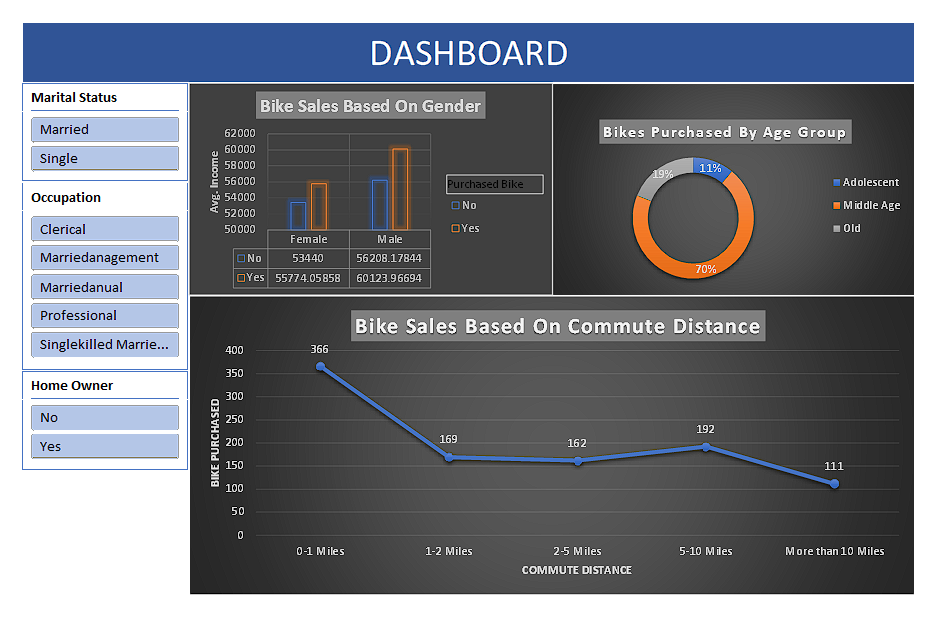 DASHBOARD
Marital Status
Married
Single
Occupation
Clerical
Marriedanagement
Marriedanual
Professional
Singlekilled Marrie...
Home Owner
No
Yes
Bike Sales Based On Gender
62000
60000
58000
56000
54000
52000
50000
Avg. Income
Female Male
No 53440 56208.17844
Yes 55774.05858 60123.96694
Purchased Bike
No
Yes
Bikes Purchased By Age Group
11%
19%
70%
Adolescent
Middle Age
Old
Bike Sales Based On Commute Distance
400
350
300
250
200
150
100
50
0
BIKE PURCHASED
366
169
162
192
111
0-1 Miles 1-2 Miles 2-5 Miles 5-10 Miles More than 10 Miles
COMMUTE DISTANCE